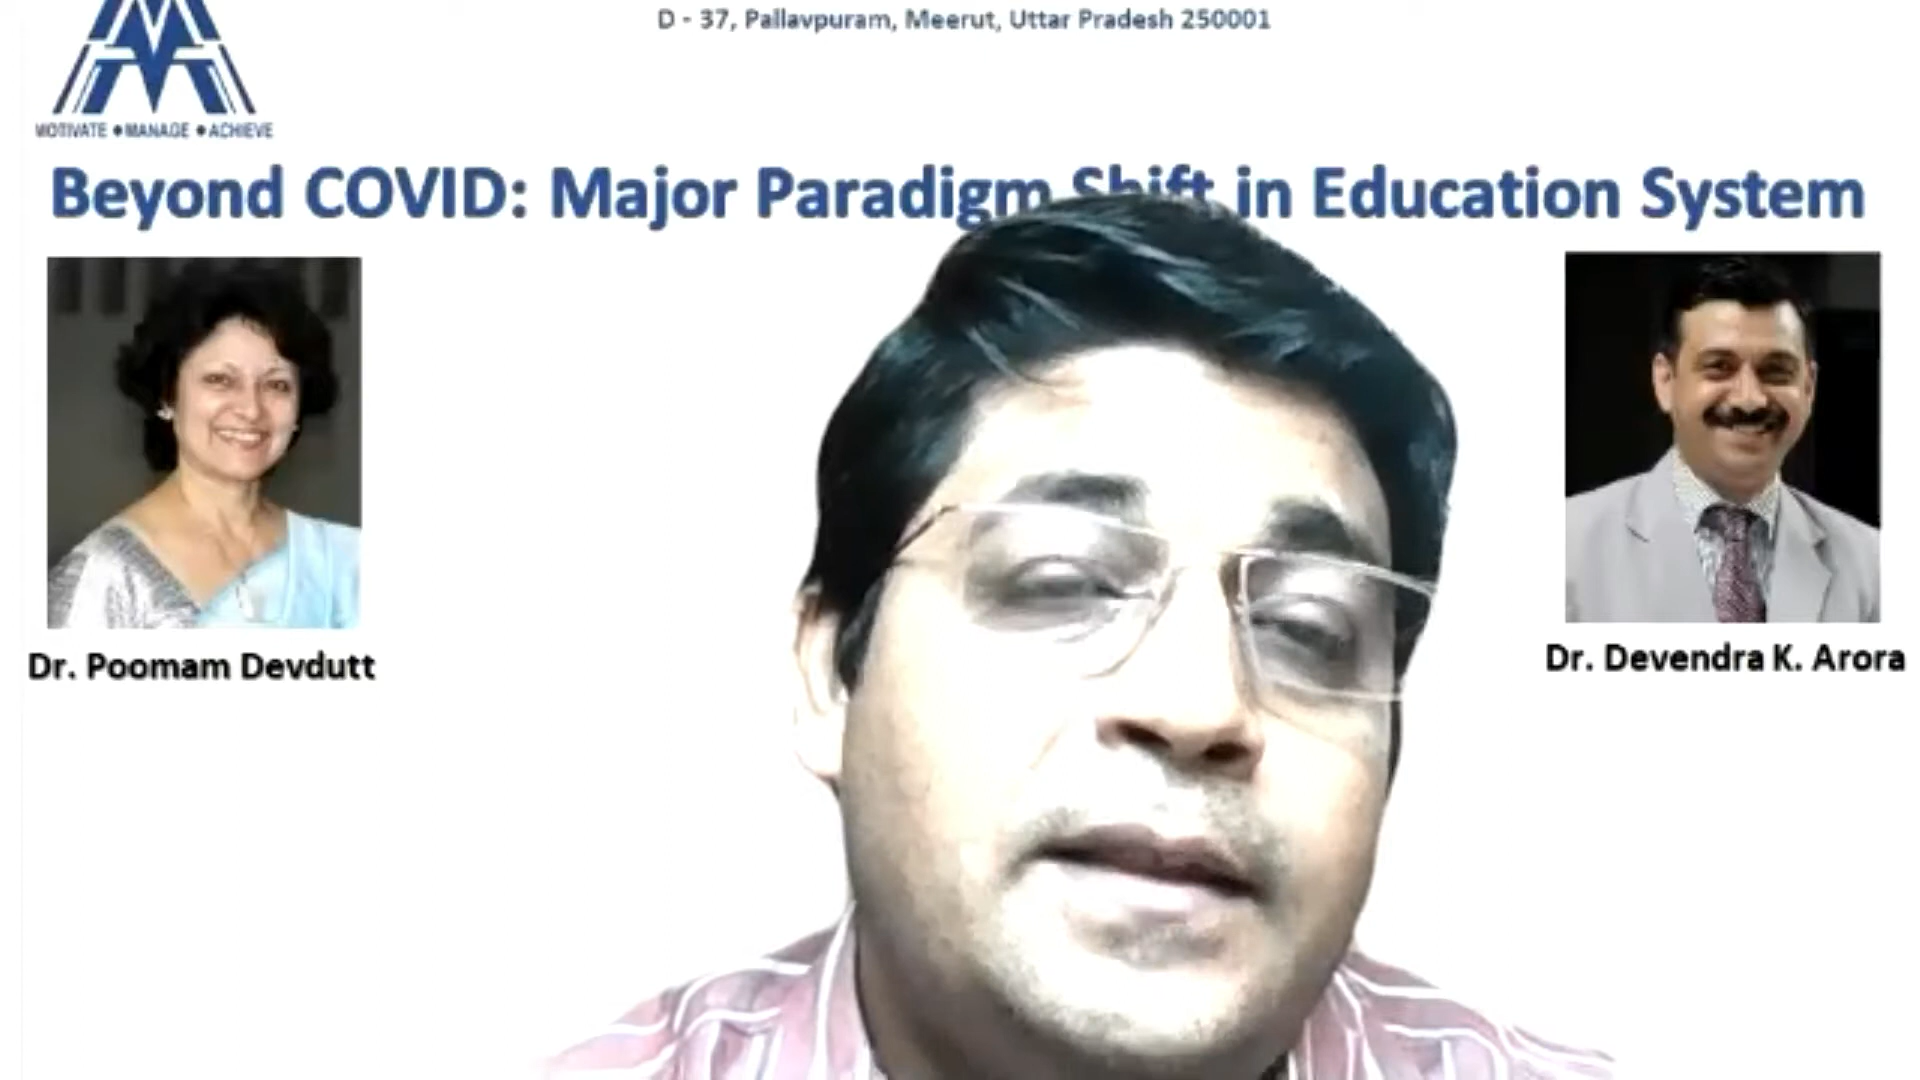 D - 37, Pallavpuram, Meerut, Uttar Pradesh 250001
MOTIVATE ● MANAGE ● ACHIEVE
Beyond COVID: Major Paradigm Shift in Education System
Dr. Poomam Devdutt
Dr. Devendra K. Arora